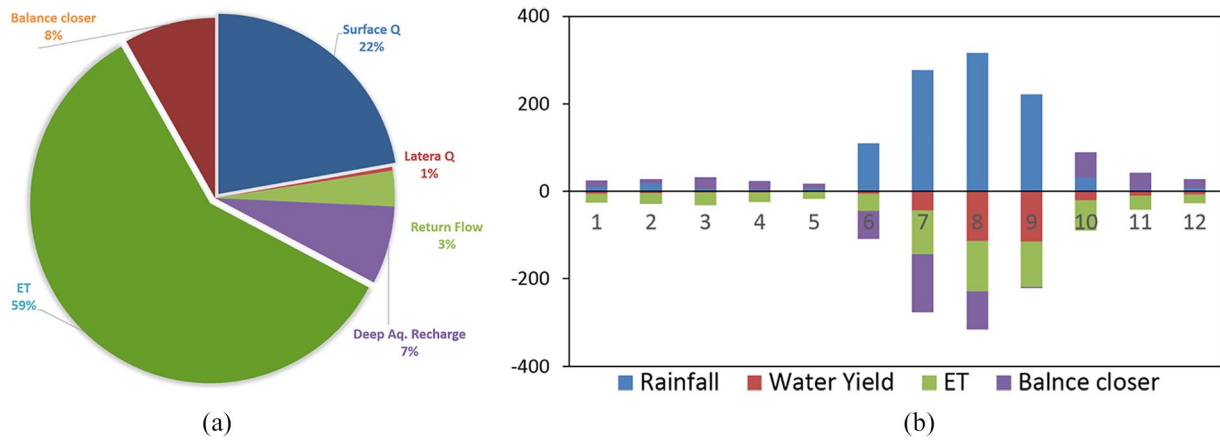 Balance closer
8%
Surface Q
22%
Latera Q
1%
Return Flow
3%
ET
59%
Deep Aq. Recharge
7%
(a)
400
200
0
-200
-400
1 2 3 4 5 6 7 8 9 10 11 12
Rainfall Water Yield ET Balnce closer
(b)